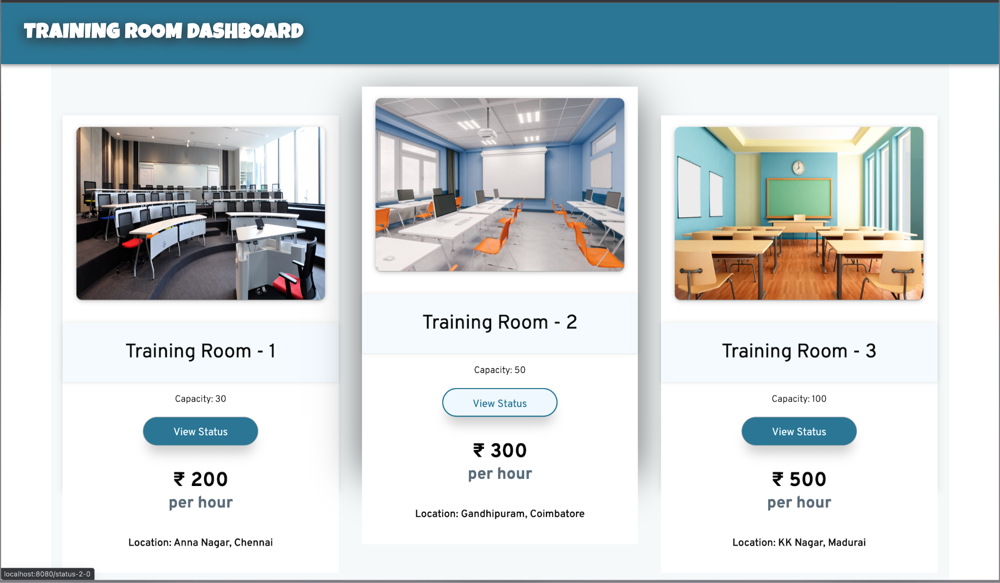 TRAINING ROOM DASHBOARD
Training Room - 1
Capacity: 30
View Status
₹ 200
per hour
Location: Anna Nagar, Chennai
Training Room - 2
Capacity: 50
View Status
₹ 300
per hour
Location: Gandhipuram, Coimbatore
Training Room - 3
Capacity: 100
View Status
₹ 500
per hour
Location: KK Nagar, Madurai
localhost:8080/status-2-0